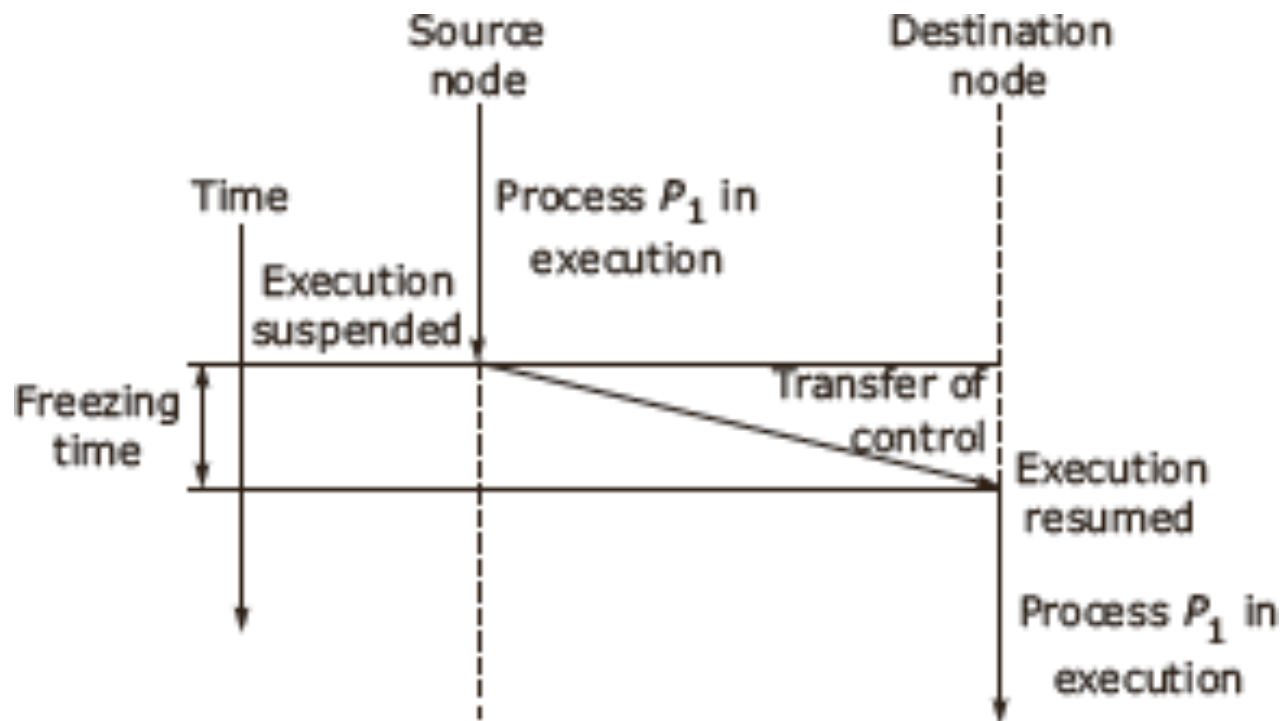 Source
node
Destination
node
Time
Process P1 in
execution
Execution
suspended
Transfer of
control
Freezing
time
Execution
resumed
Process P1 in
execution